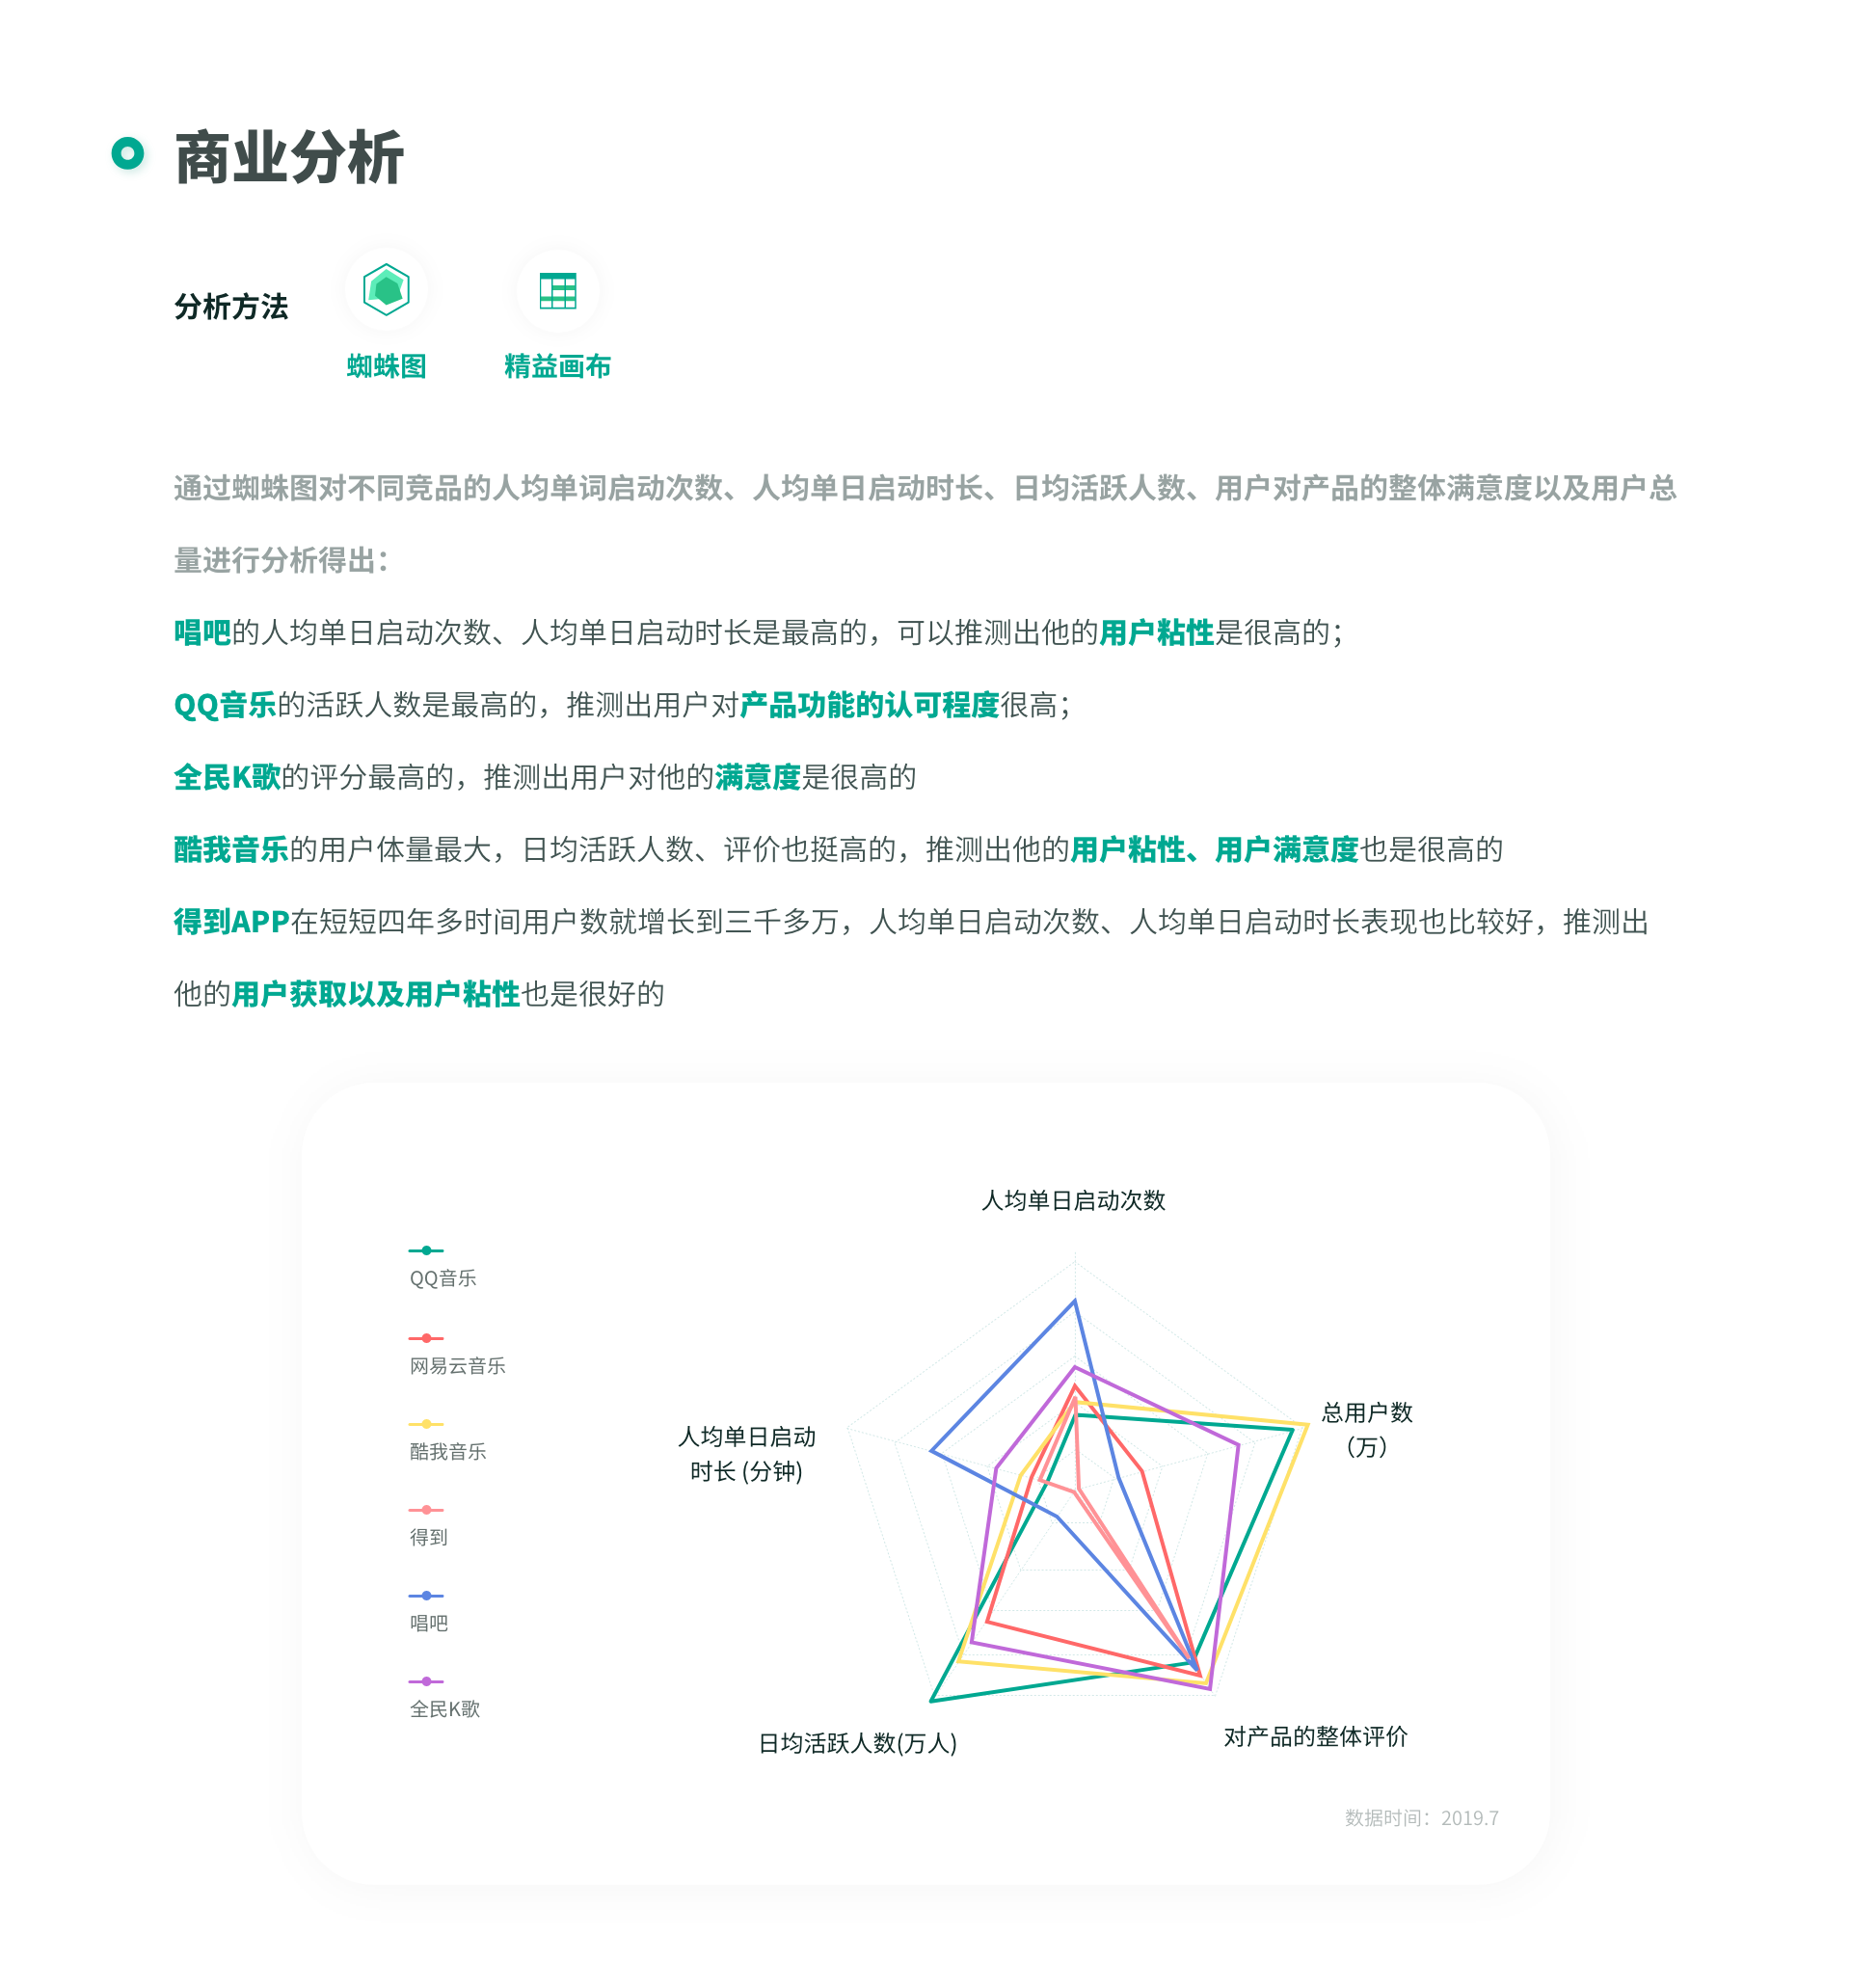 商业分析
分析方法
蜘蛛图
精益画布
通过蜘蛛图对不同竞品的人均单词启动次数、人均单日启动时长、日均活跃人数、用户对产品的整体满意度以及用户总
量进行分析得出：
唱吧的人均单日启动次数、人均单日启动时长是最高的，可以推测出他的用户粘性是很高的；
QQ音乐的活跃人数是最高的，推测出用户对产品功能的认可程度很高；
全民K歌的评分最高的，推测出用户对他的满意度是很高的
酷我音乐的用户体量最大，日均活跃人数、评价也挺高的，推测出他的用户粘性、用户满意度也是很高的
得到APP在短短四年多时间用户数就增长到三千多万，人均单日启动次数、人均单日启动时长表现也比较好，推测出
他的用户获取以及用户粘性也是很好的
人均单日启动次数
QQ音乐
网易云音乐
酷我音乐
得到
唱吧
全民K歌
总用户数
（万）
人均单日启动
时长 (分钟)
日均活跃人数(万人)
对产品的整体评价
数据时间：2019.7